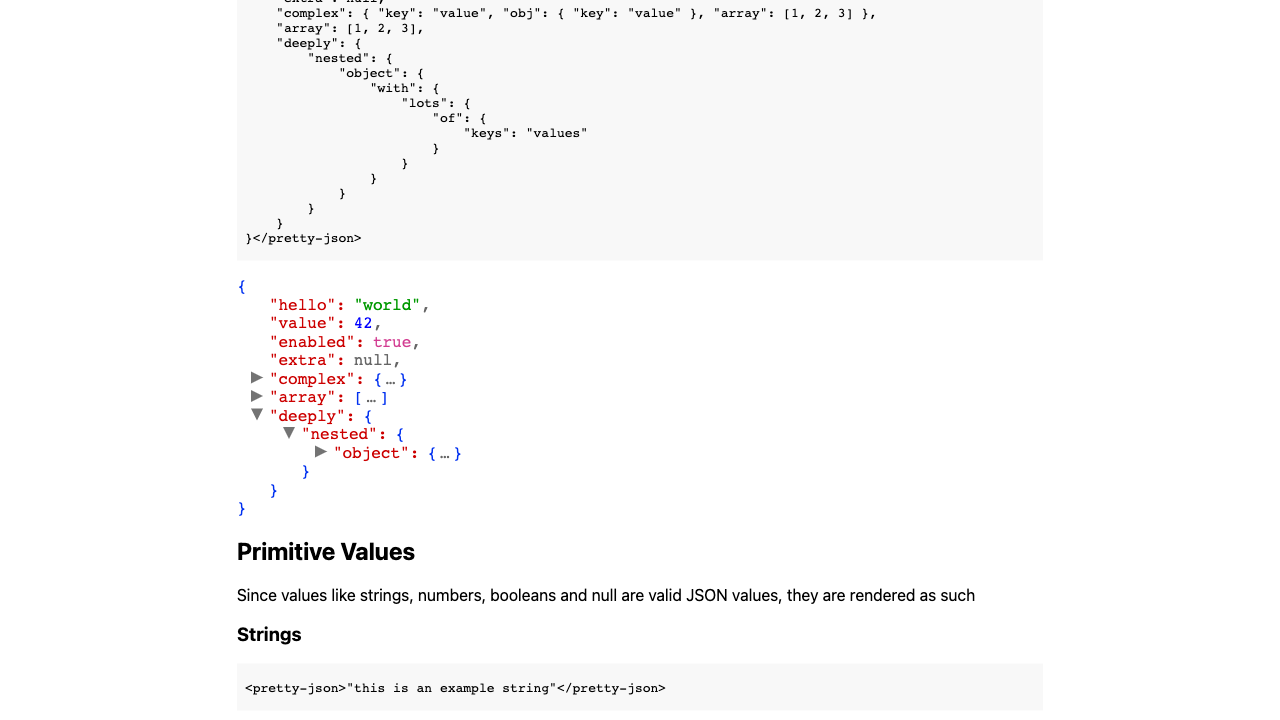 "extra": null,
"complex": { "key": "value", "obj": { "key": "value" }, "array": [1, 2, 3] },
"array": [1, 2, 3],
"deeply": {
"nested": {
"object": {
"with": {
"lots": {
"of": {
"keys": "values"
}
}
}
}
}
}
}</pretty-json>
{
"hello": "world",
"value": 42,
"enabled": true,
"extra": null,
▶ "complex": {…}
▶ "array": […]
▼ "deeply": {
▼ "nested": {
▶ "object": {…}
}
}
}
Primitive Values
Since values like strings, numbers, booleans and null are valid JSON values, they are rendered as such
Strings
<pretty-json>"this is an example string"</pretty-json>